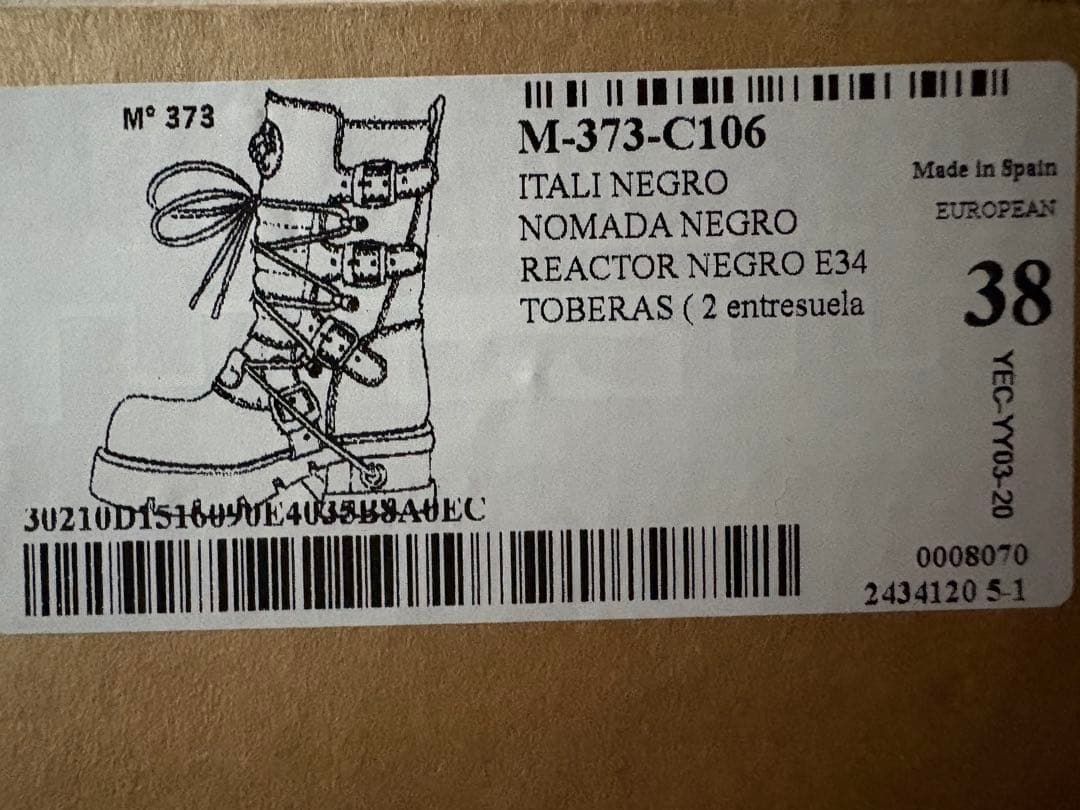 Mº 373
M-373-C106
ITALI NEGRO
NOMADA NEGRO
REACTOR NEGRO E34
TOBERAS ( 2 entresuela
Made in Spain
EUROPEAN
38
YEC-YY03-20
0008070
2434120 5-1